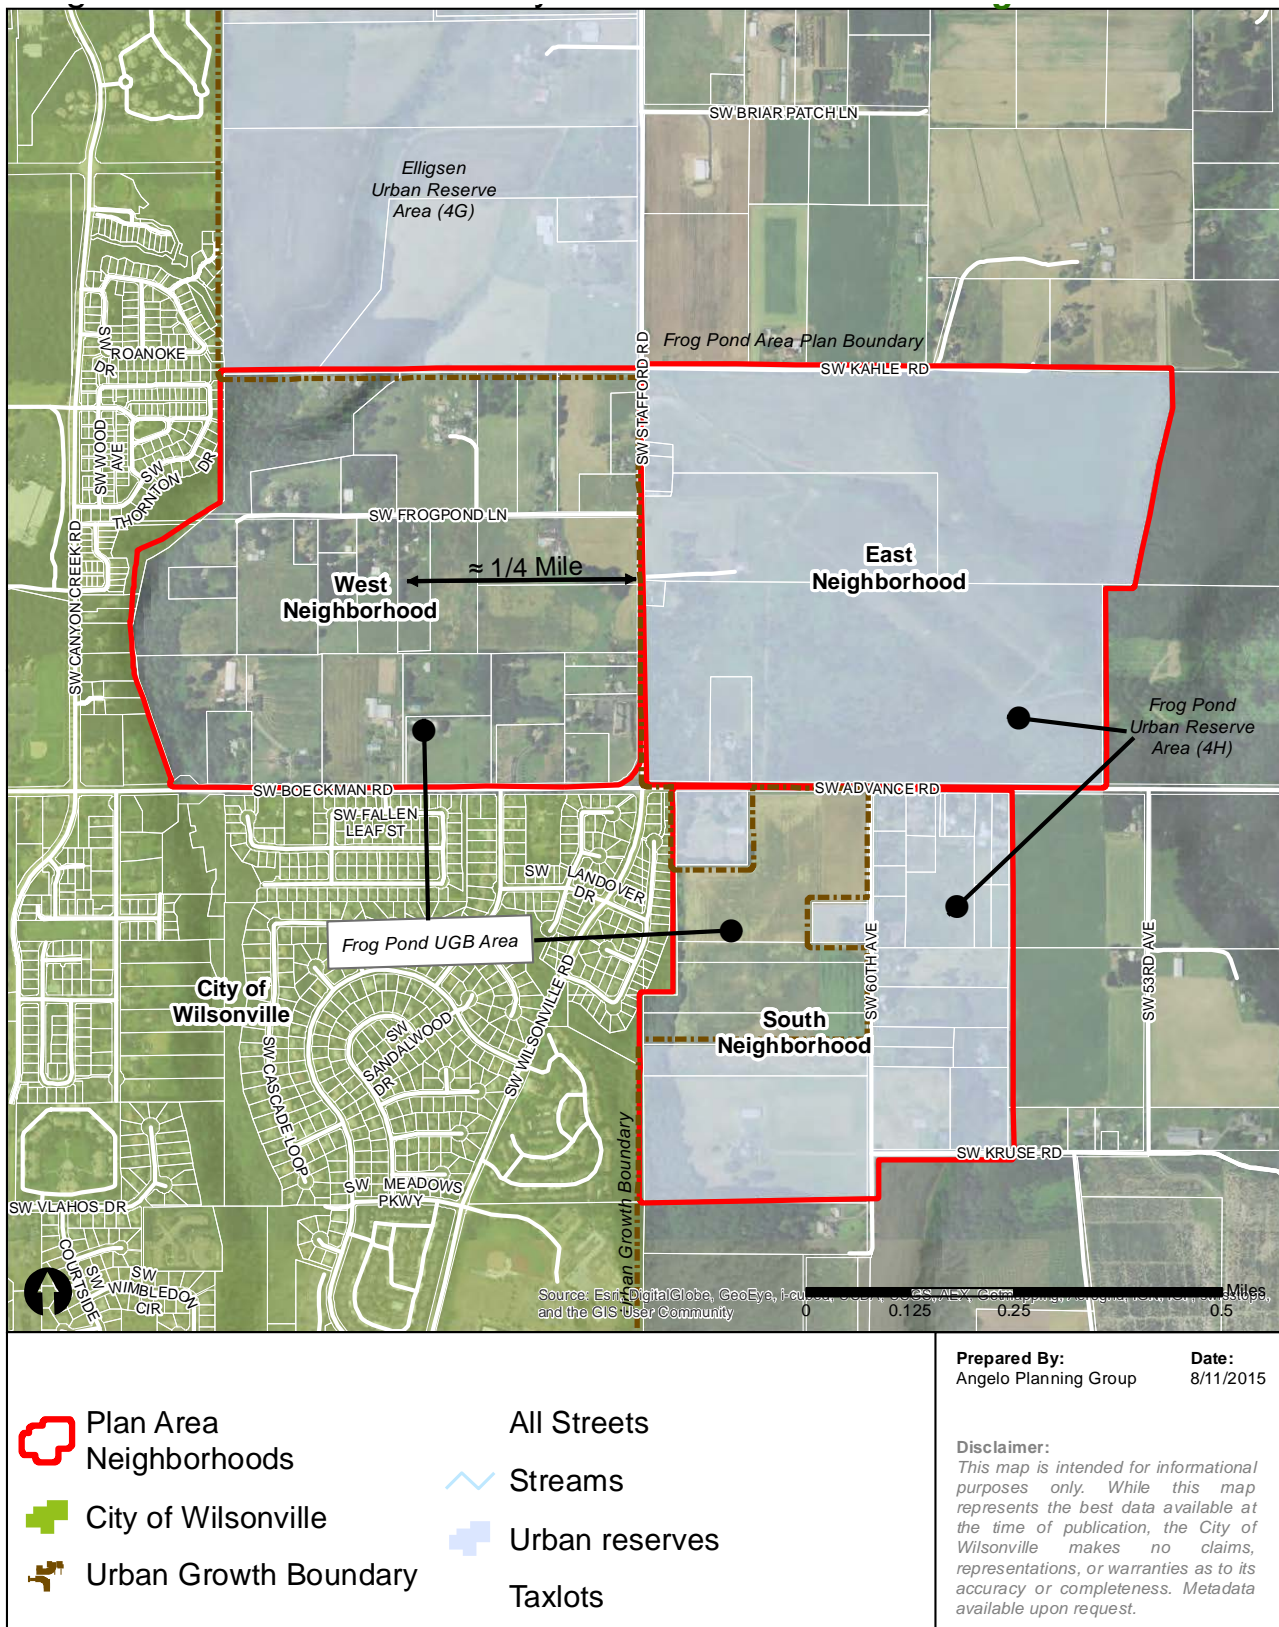 SW BRIAR PATCH LN
Elligsen
Urban Reserve
Area (4G)
SW
ROANOKE
DR
SW STAFFORD RD
Frog Pond Area Plan Boundary
SW KAHLE RD
SW WOOD
AVE
SW
THORNTON
DR
SW FROGPOND LN
≈ 1/4 Mile
West
Neighborhood
East
Neighborhood
SW CANYON CREEK RD
Frog Pond
Urban Reserve
Area (4H)
SW BOECKMAN RD
SW ADVANCE RD
SW FALLEN
LEAF ST
SW LANDOVER
DR
Frog Pond UGB Area
SW 60TH AVE
SW 53RD AVE
City of
Wilsonville
SW WILSONVILLE RD
South
Neighborhood
SW
SANDALWOOD
DR
SW CASCADE LOOP
Urban Growth Boundary
SW KRUSE RD
SW MEADOWS
PKWY
SW VLAHOS DR
COURTSIDE
SW
SW
WIMBLEDON
CIR
Source: Esri, DigitalGlobe, GeoEye,
and the GIS User Community
Miles
0 0.125 0.25 0.5
Plan Area
Neighborhoods
City of Wilsonville
Urban Growth Boundary
All Streets
Streams
Urban reserves
Taxlots
Prepared By:
Angelo Planning Group
Date:
8/11/2015
Disclaimer:
This map is intended for informational
purposes only. While this map
represents the best data available at
the time of publication, the City of
Wilsonville makes no claims,
representations, or warranties as to its
accuracy or completeness. Metadata
available upon request.